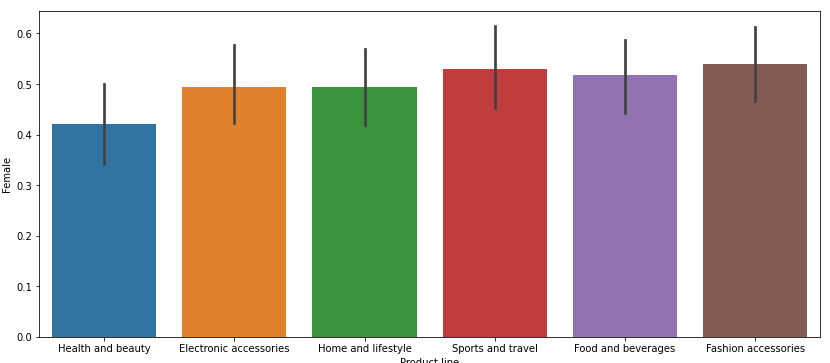 0.6
0.5
0.4
0.3
0.2
0.1
0.0
Female
Health and beauty Electronic accessories Home and lifestyle Sports and travel Food and beverages Fashion accessories
Product line